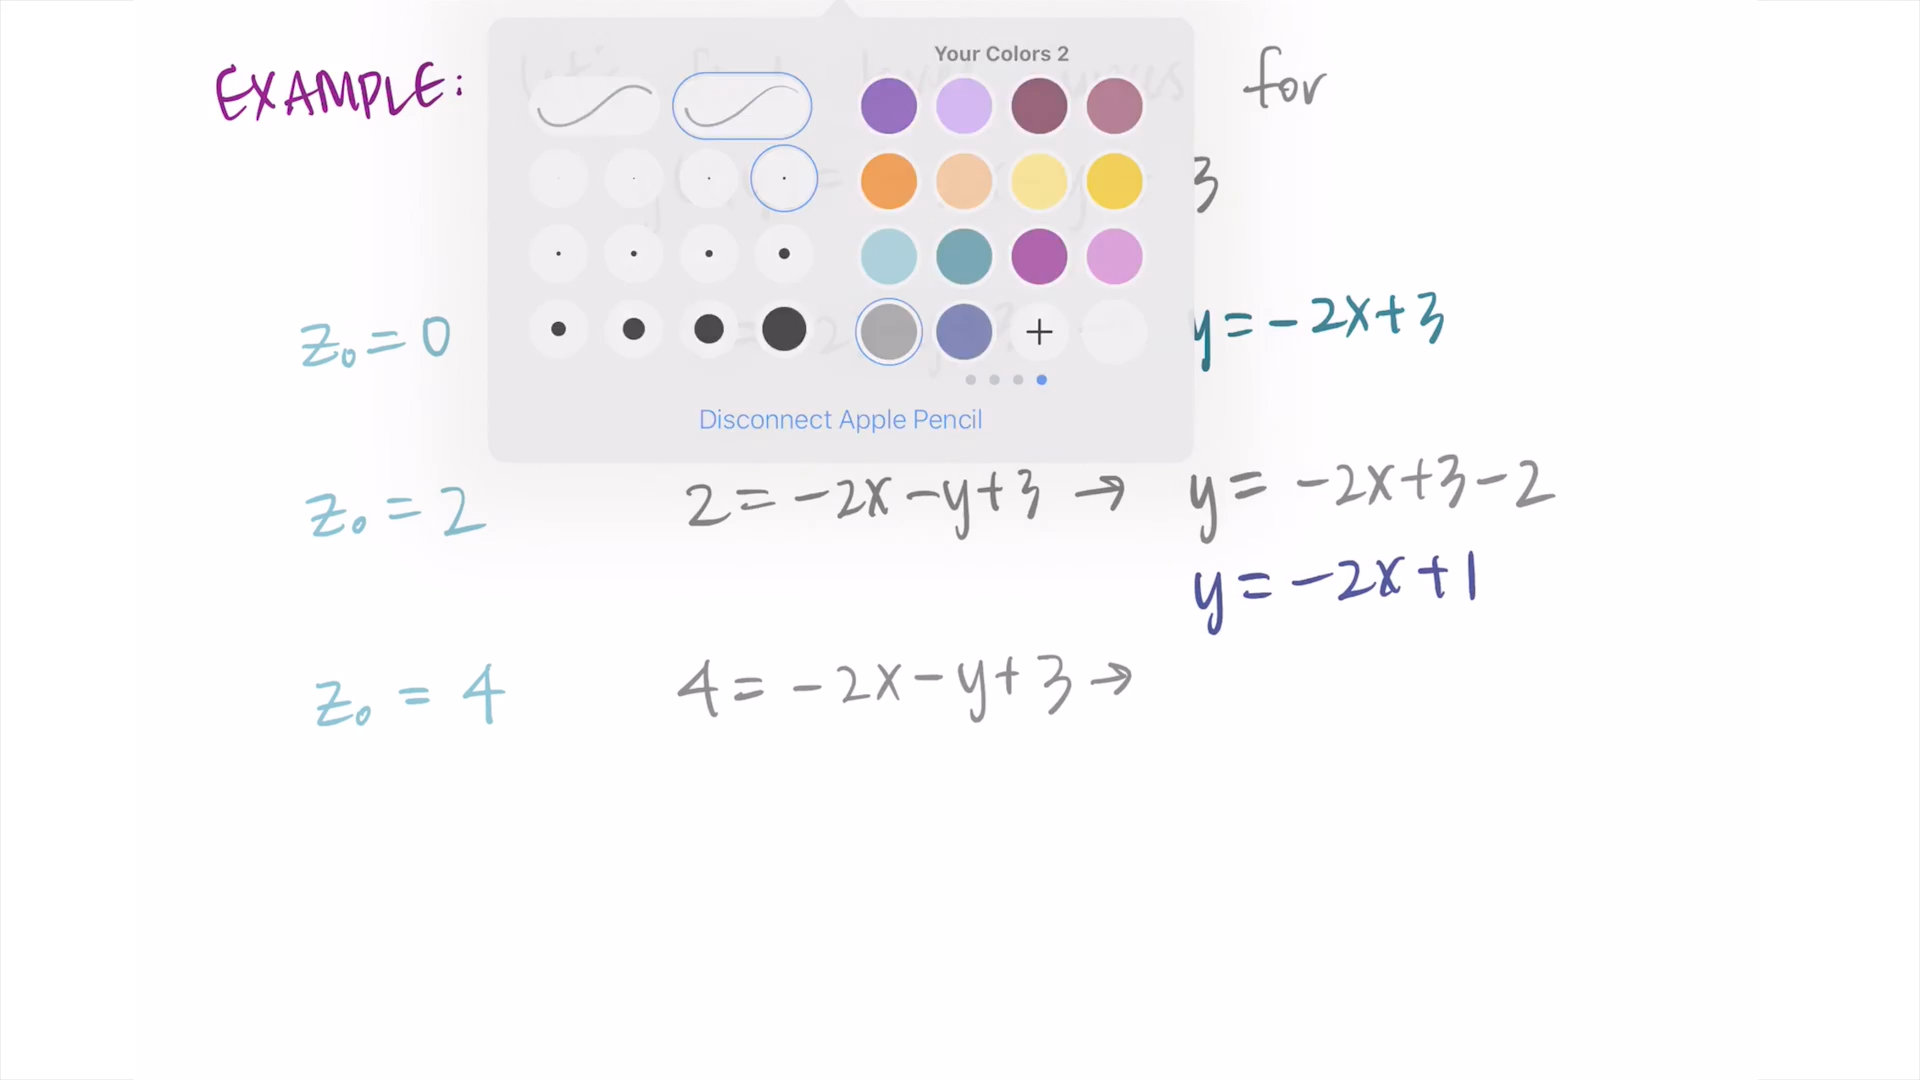 Your Colors 2
EXAMPLE: for
3
z₀ = 0 y = -2x+3
Disconnect Apple Pencil
z₀ = 2 2 = -2x-y+3 → y = -2x+3-2
y = -2x+1
z₀ = 4 4 = -2x-y+3 →